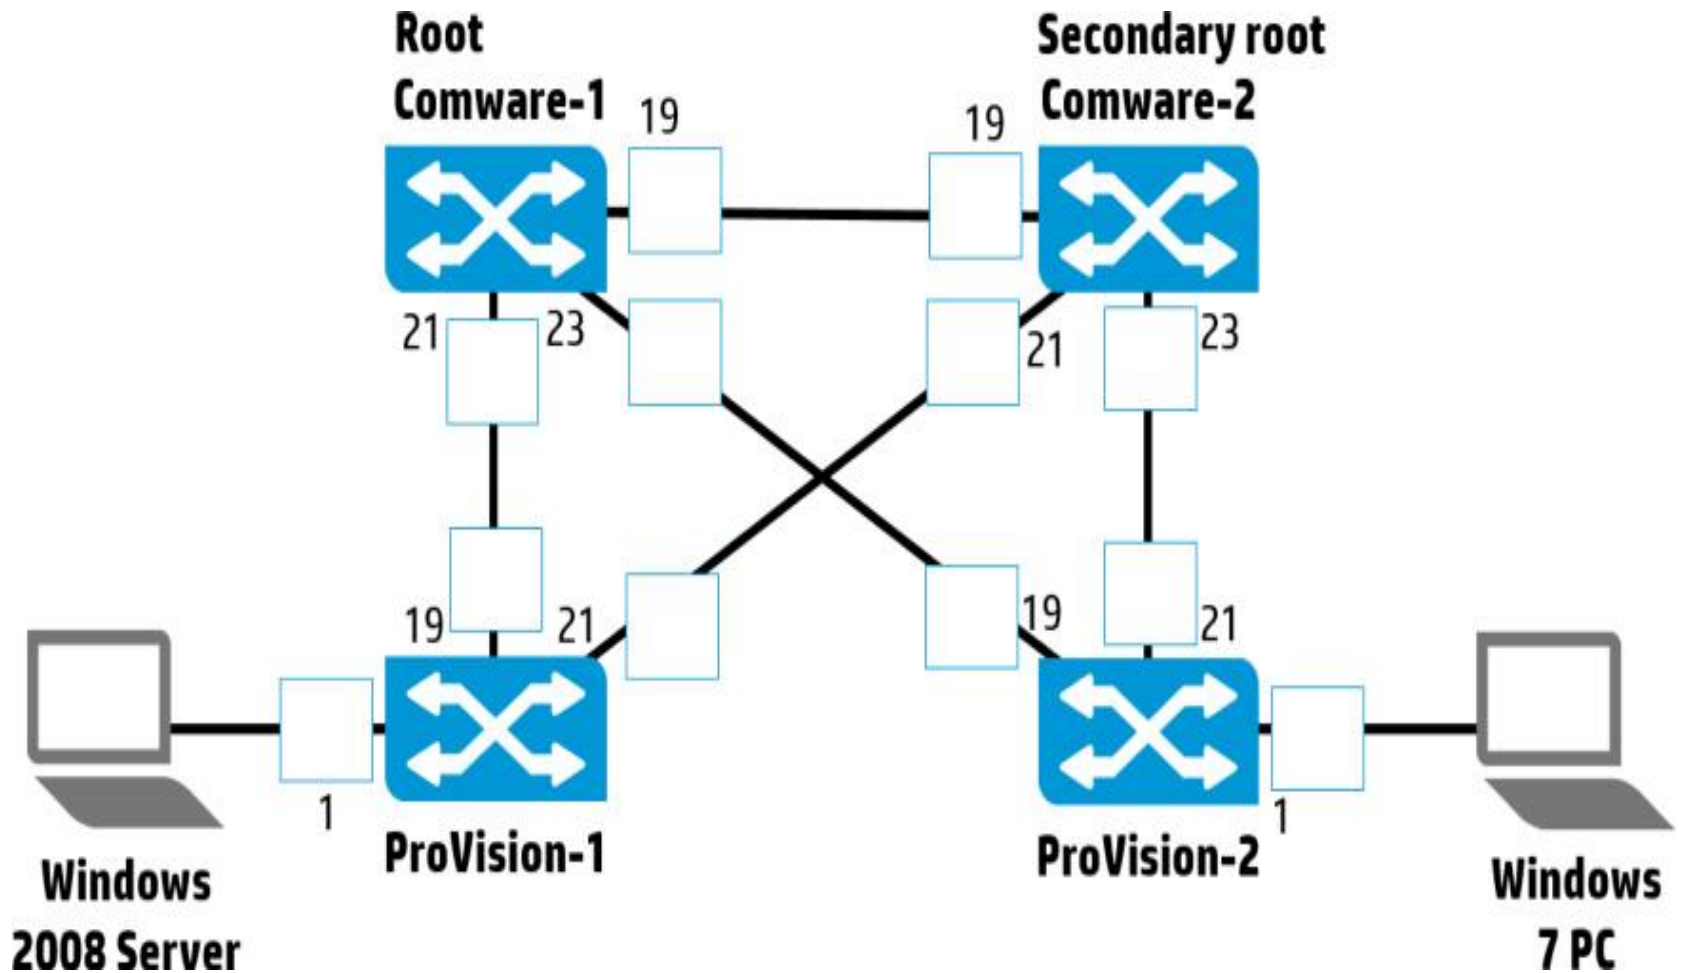 Root
Comware-1
Secondary root
Comware-2
19
19
21
23
21
23
19
21
19
21
1
1
ProVision-1
ProVision-2
Windows
2008 Server
Windows
7 PC